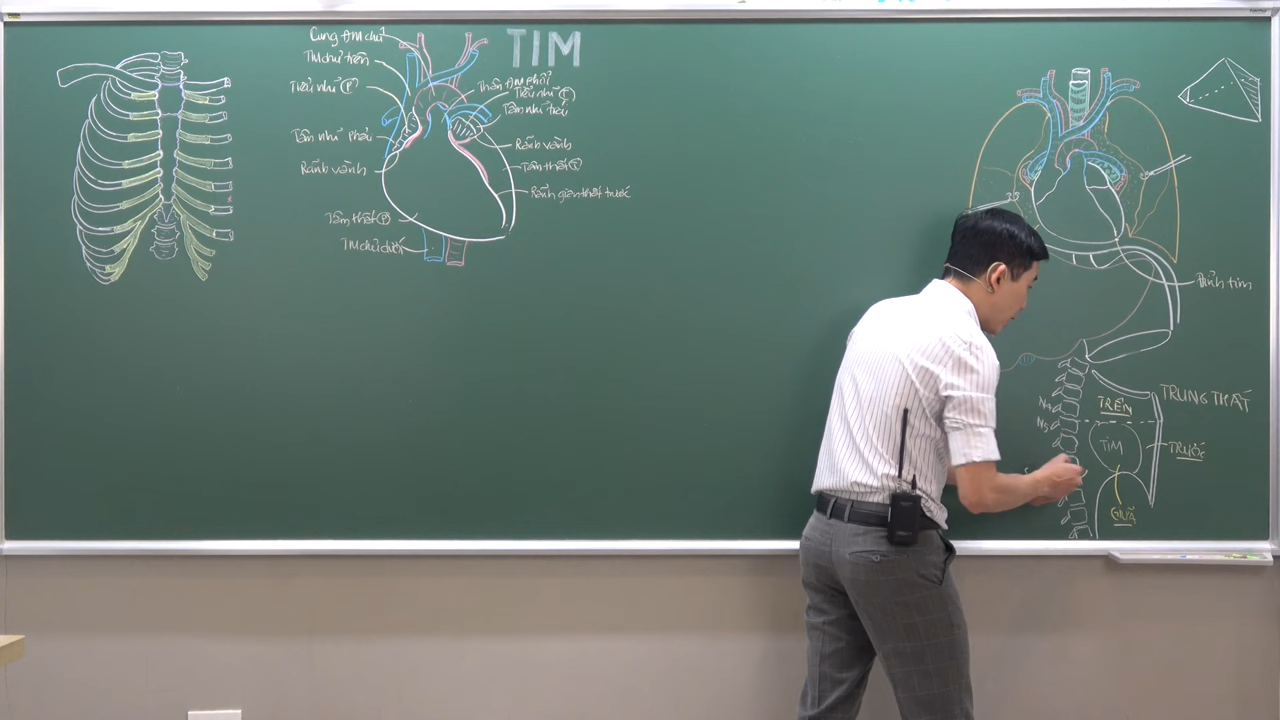 TIM
Cung ĐM chủ
TM chủ trên
Tiểu nhĩ (P)
Tâm nhĩ phải
Rãnh vành
Tâm thất (P)
TM chủ dưới
Thân ĐM phổi
Tiểu nhĩ (T)
Tâm nhĩ trái
Rãnh vành
Tâm thất (T)
Rãnh gian thất trước
Đỉnh tim
TRUNG THẤT
TRÊN
N4
N5
TIM
TRƯỚC
GIỮA